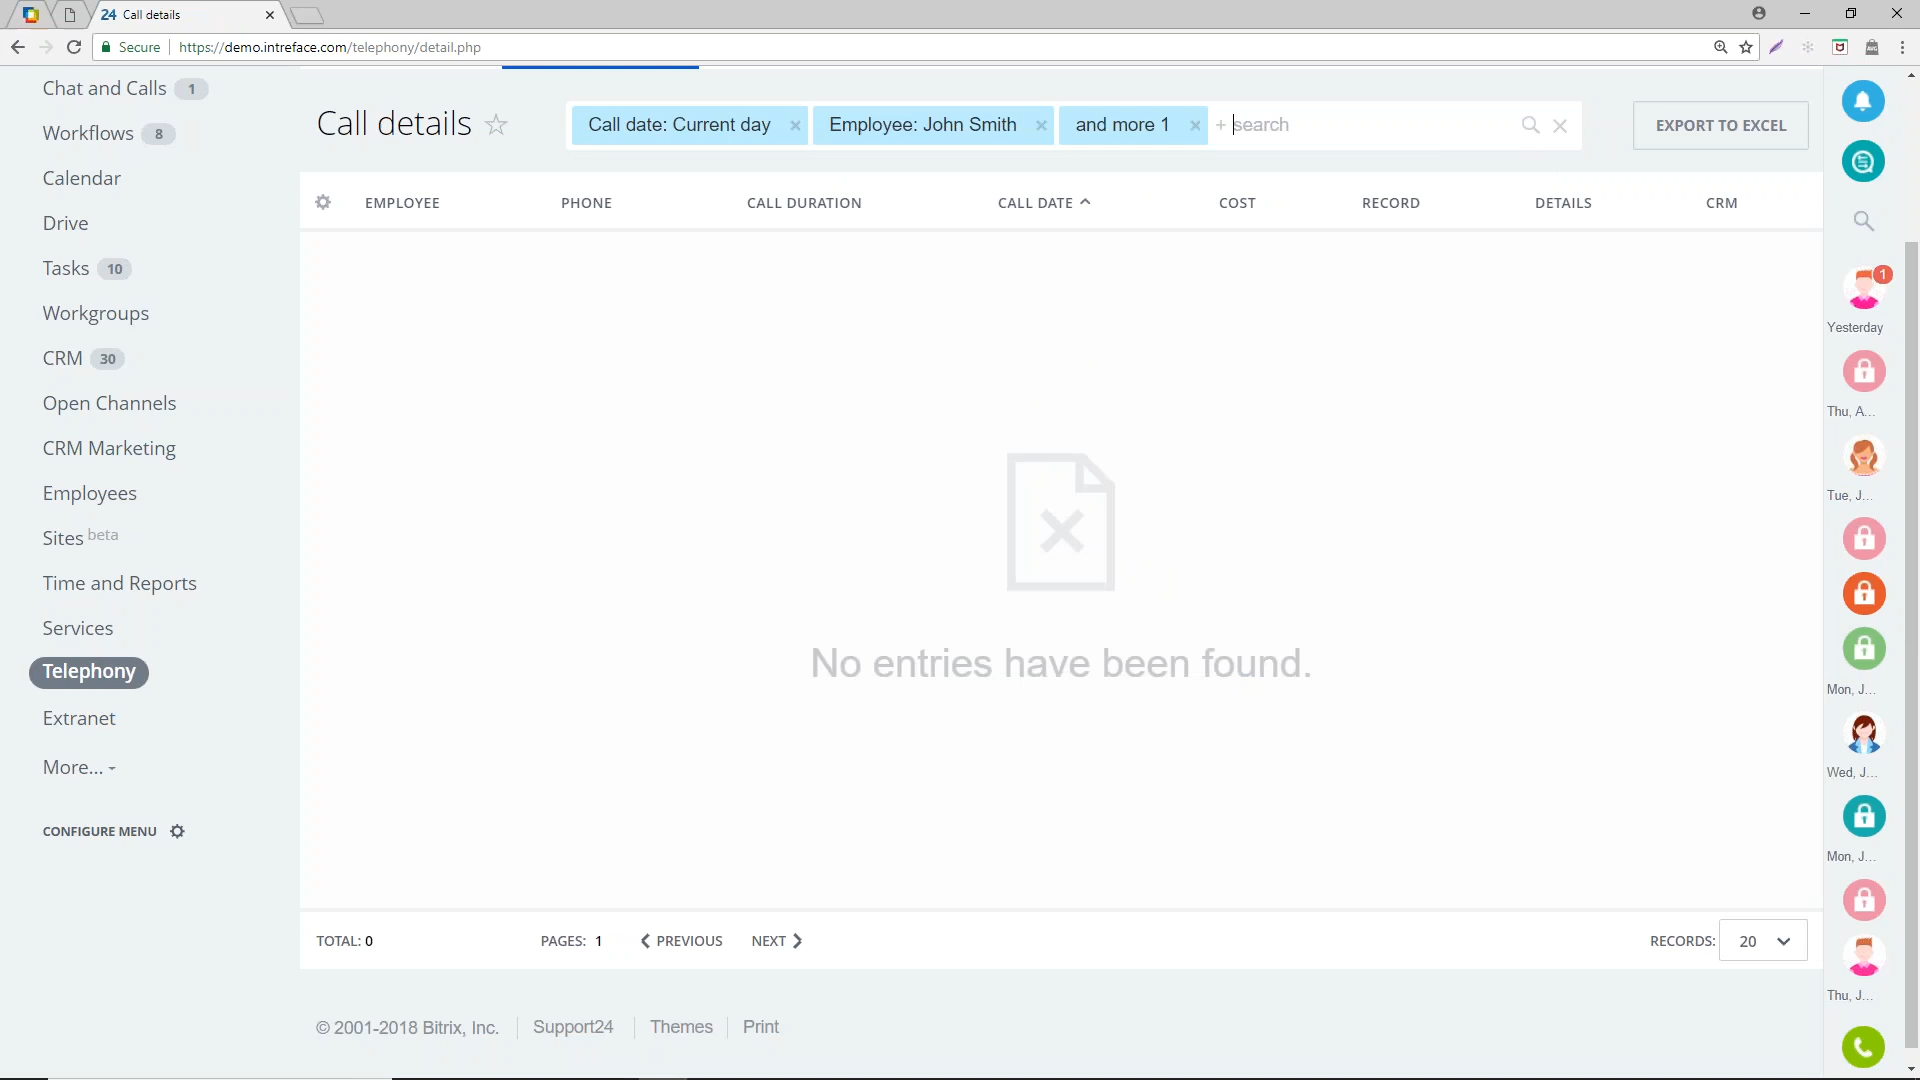 24 Call details
Secure https://demo.intreface.com/telephony/detail.php
Chat and Calls 1
Workflows 8
Calendar
Drive
Tasks 10
Workgroups
CRM 30
Open Channels
CRM Marketing
Employees
Sites beta
Time and Reports
Services
Telephony
Extranet
More...
CONFIGURE MENU
Call details
Call date: Current day × Employee: John Smith × and more 1 × + search
EXPORT TO EXCEL
EMPLOYEE PHONE CALL DURATION CALL DATE COST RECORD DETAILS CRM
No entries have been found.
TOTAL: 0 PAGES: 1 PREVIOUS NEXT RECORDS: 20
© 2001-2018 Bitrix, Inc. Support24 Themes Print
1
Yesterday
Thu, A...
Tue, J...
Mon, J...
Wed, J...
Mon, J...
Thu, J...